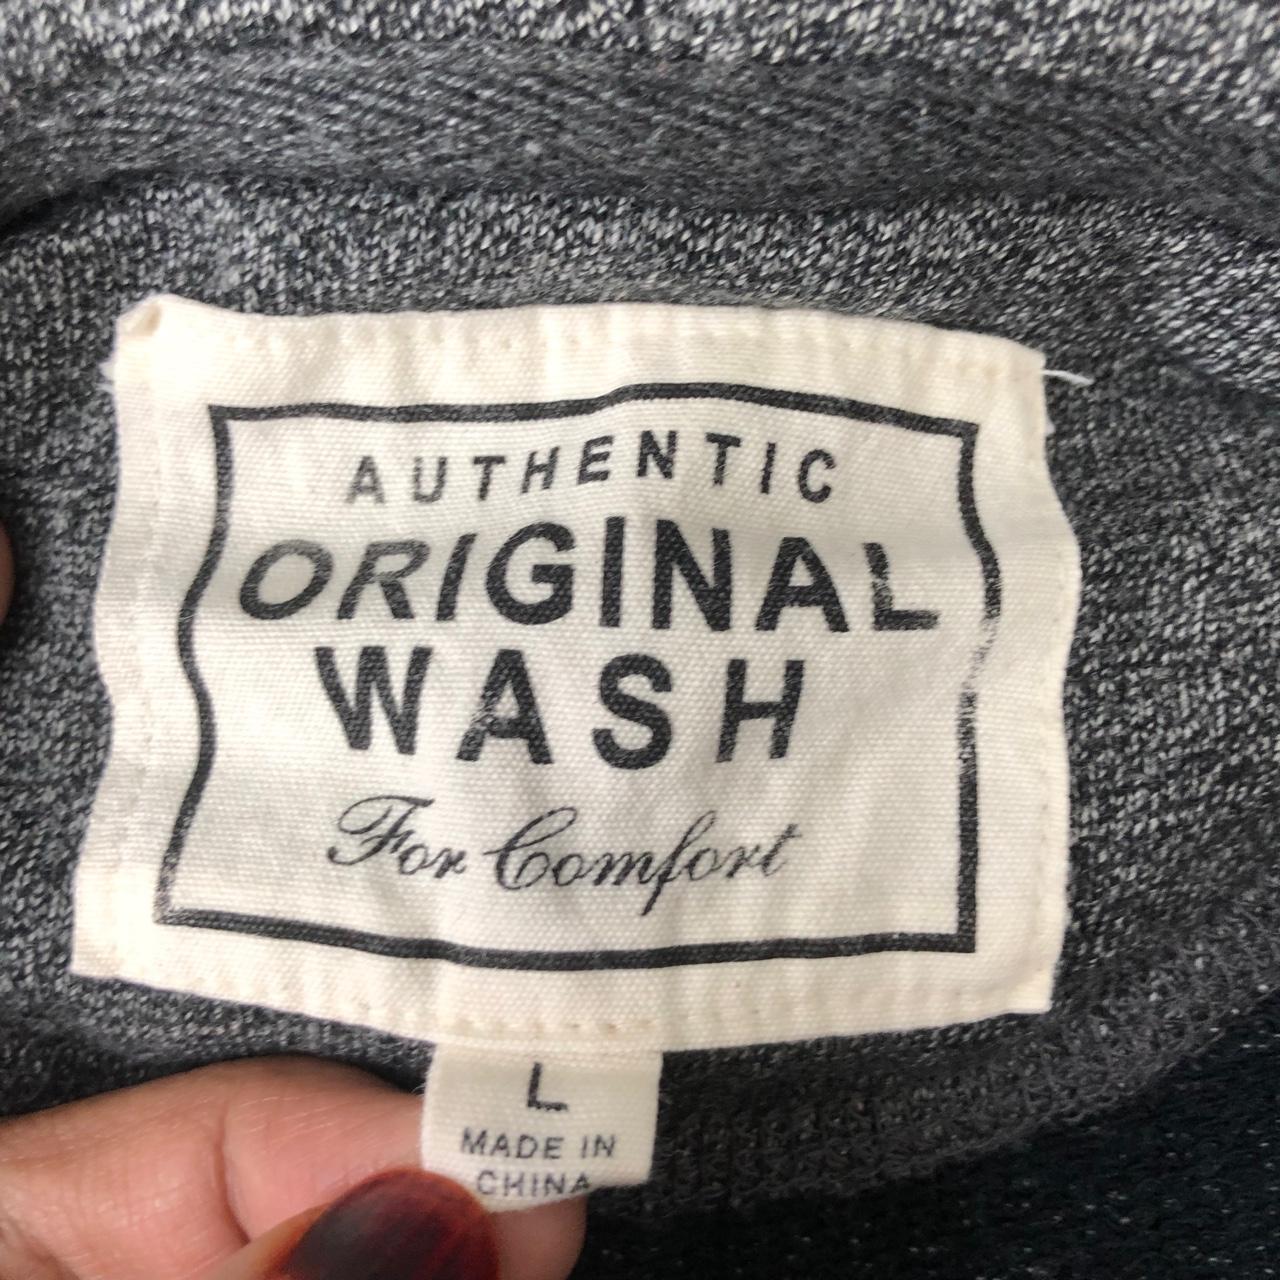 AUTHENTIC
ORIGINAL
WASH
For Comfort
L
MADE IN
CHINA